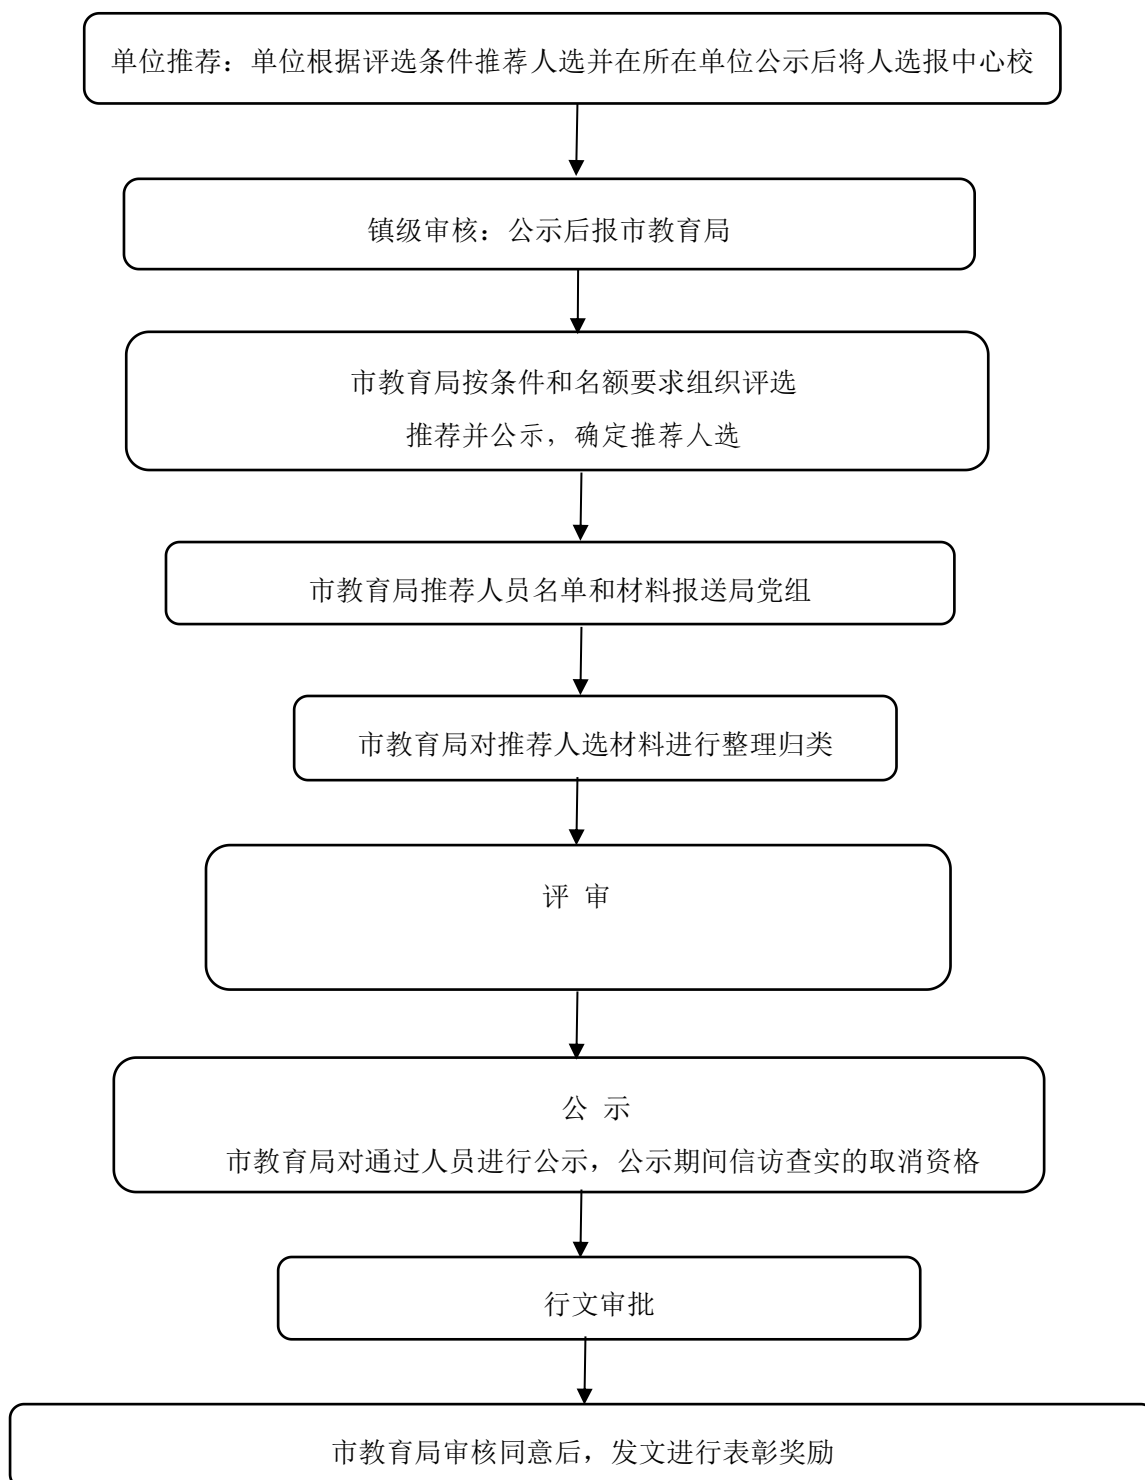 单位推荐：单位根据评选条件推荐人选并在所在单位公示后将人选报中心校
镇级审核：公示后报市教育局
市教育局按条件和名额要求组织评选
推荐并公示，确定推荐人选
市教育局推荐人员名单和材料报送局党组
市教育局对推荐人选材料进行整理归类
评 审
公 示
市教育局对通过人员进行公示，公示期间信访查实的取消资格
行文审批
市教育局审核同意后，发文进行表彰奖励